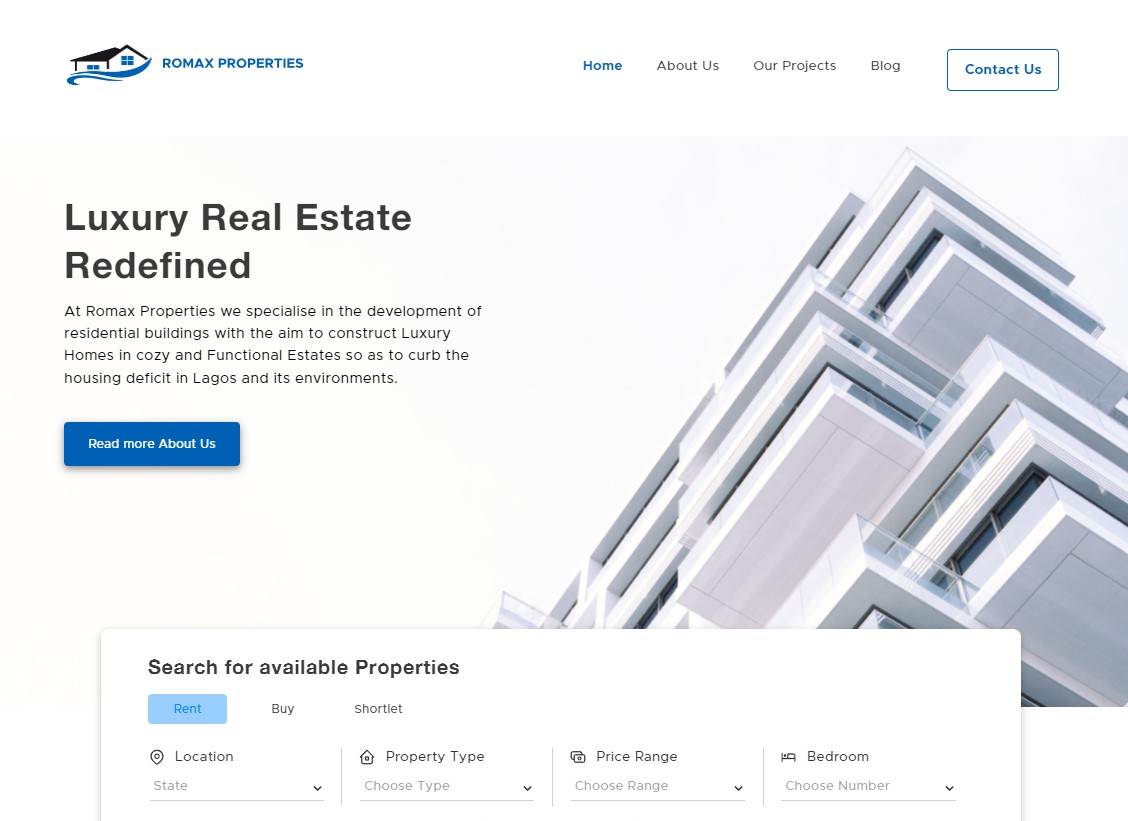 ROMAX PROPERTIES
Home
About Us
Our Projects
Blog
Contact Us
Luxury Real Estate
Redefined
At Romax Properties we specialise in the development of
residential buildings with the aim to construct Luxury
Homes in cozy and Functional Estates so as to curb the
housing deficit in Lagos and its environments.
Read more About Us
Search for available Properties
Rent
Buy
Shortlet
Location
Property Type
Price Range
Bedroom
State
Choose Type
Choose Range
Choose Number